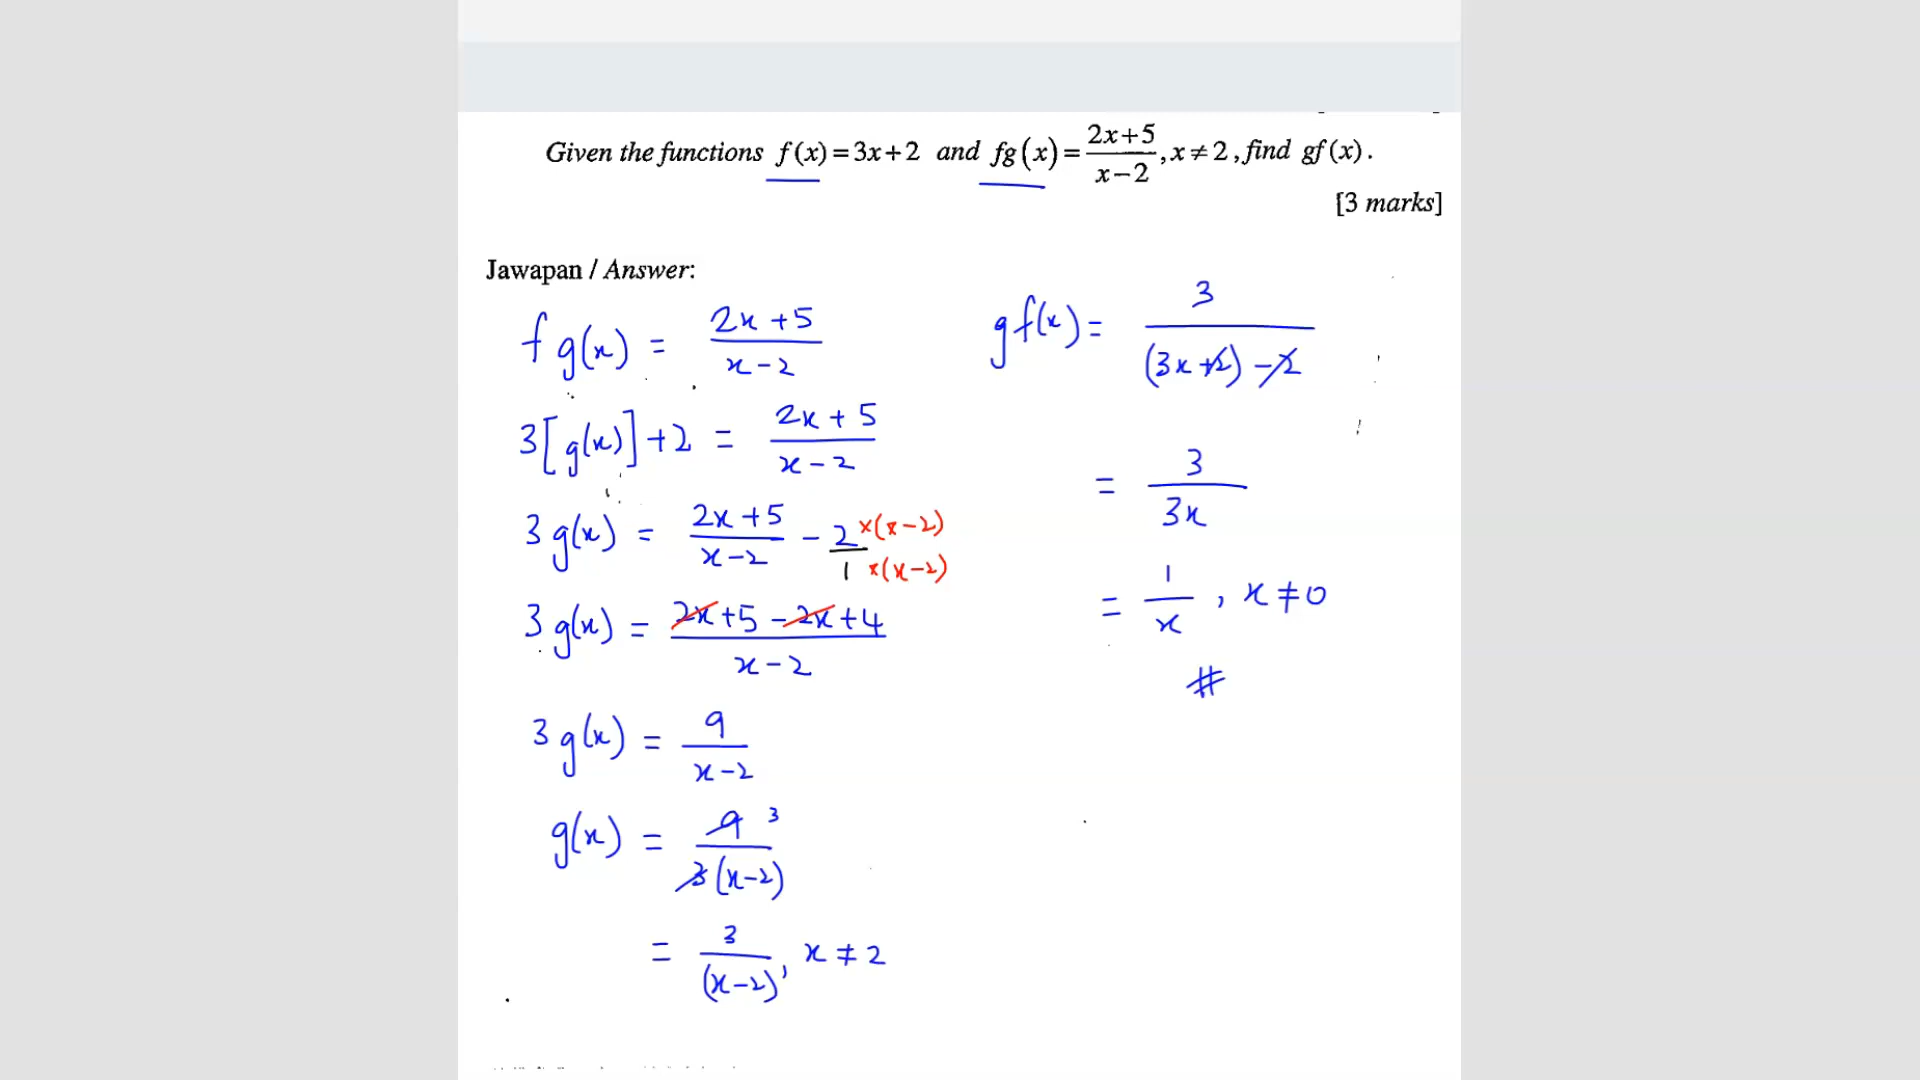 Given the functions f(x)=3x+2 and fg(x)=2x+5/x−2, x≠2, find gf(x).
[3 marks]
Jawapan / Answer:
fg(x) = 2x+5/x−2
3[g(x)]+2 = 2x+5/x−2
3g(x) = 2x+5/x−2 − 2×(x−2)/1×(x−2)
3g(x) = 2x+5−2x+4/x−2
3g(x) = 9/x−2
g(x) = 9 3/3(x−2)
= 3/(x−2), x≠2
gf(x) = 3/(3x+2)−2
= 3/3x
= 1/x, x≠0
#